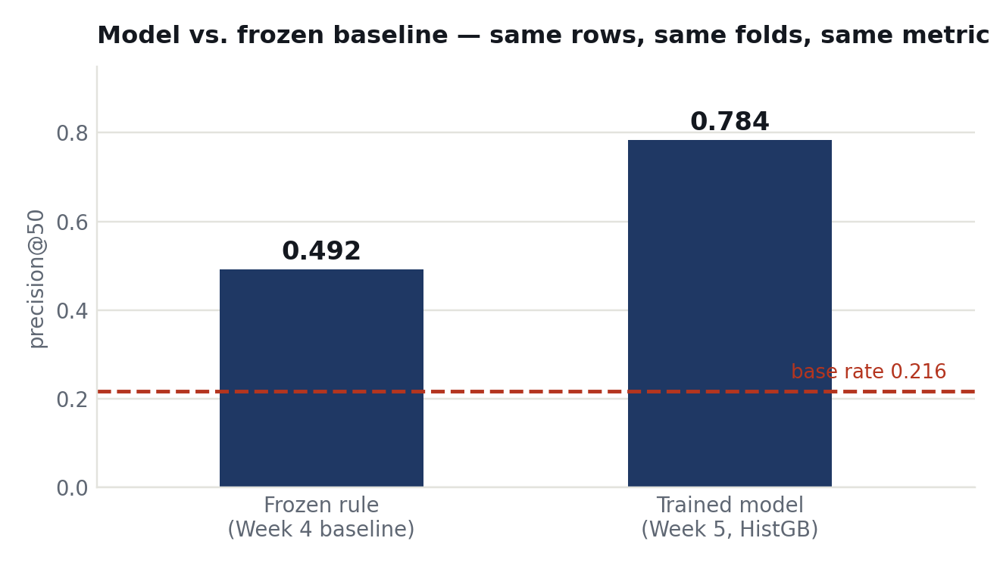 Model vs. frozen baseline — same rows, same folds, same metric
precision@50
0.8
0.6
0.4
0.2
0.0
0.492
0.784
base rate 0.216
Frozen rule
(Week 4 baseline)
Trained model
(Week 5, HistGB)